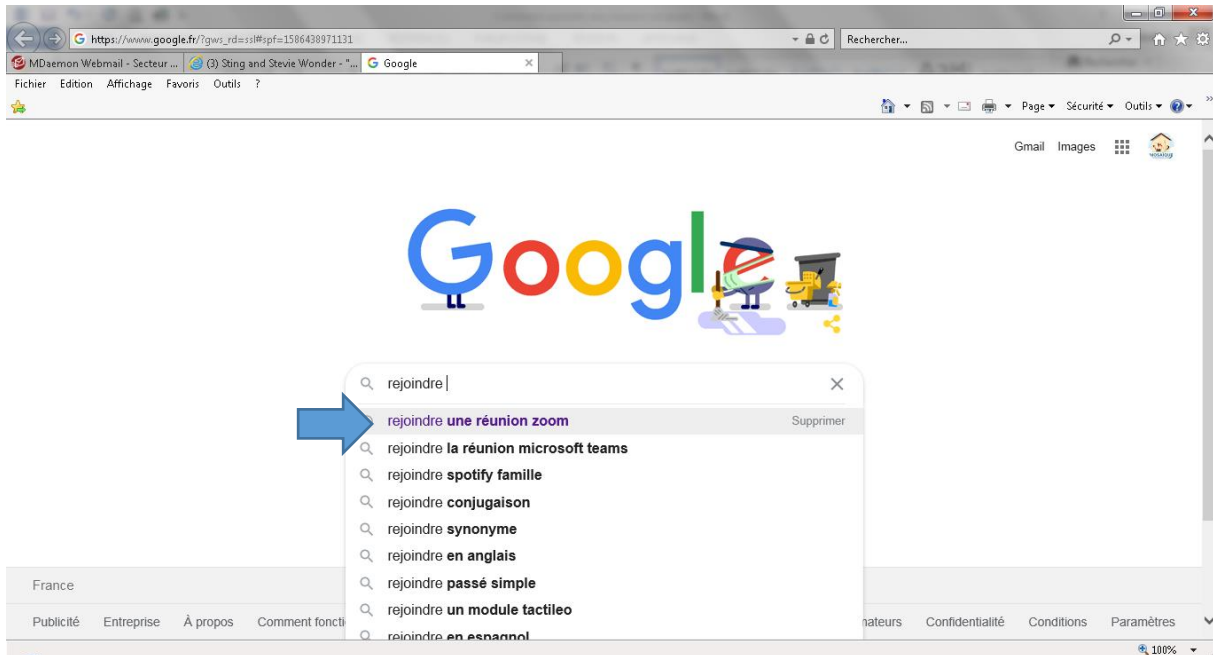 https://www.google.fr/?gws_rd=ssl#spf=1586438971131
Rechercher...
MDaemon Webmail - Secteur ...
(3) Sting and Stevie Wonder - "...
Google
Fichier Edition Affichage Favoris Outils ?
Page Sécurité Outils
Gmail Images
Google
rejoindre
rejoindre une réunion zoom Supprimer
rejoindre la réunion microsoft teams
rejoindre spotify famille
rejoindre conjugaison
rejoindre synonyme
rejoindre en anglais
rejoindre passé simple
rejoindre un module tactileo
rejoindre en espagnol
France
Publicité Entreprise À propos Comment foncti nateurs Confidentialité Conditions Paramètres
100%